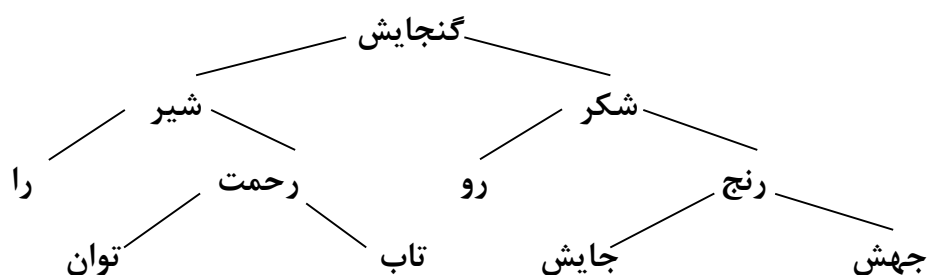 گنجایش
شکر شیر
رنج رو رحمت را
جهش جایش تاب توان